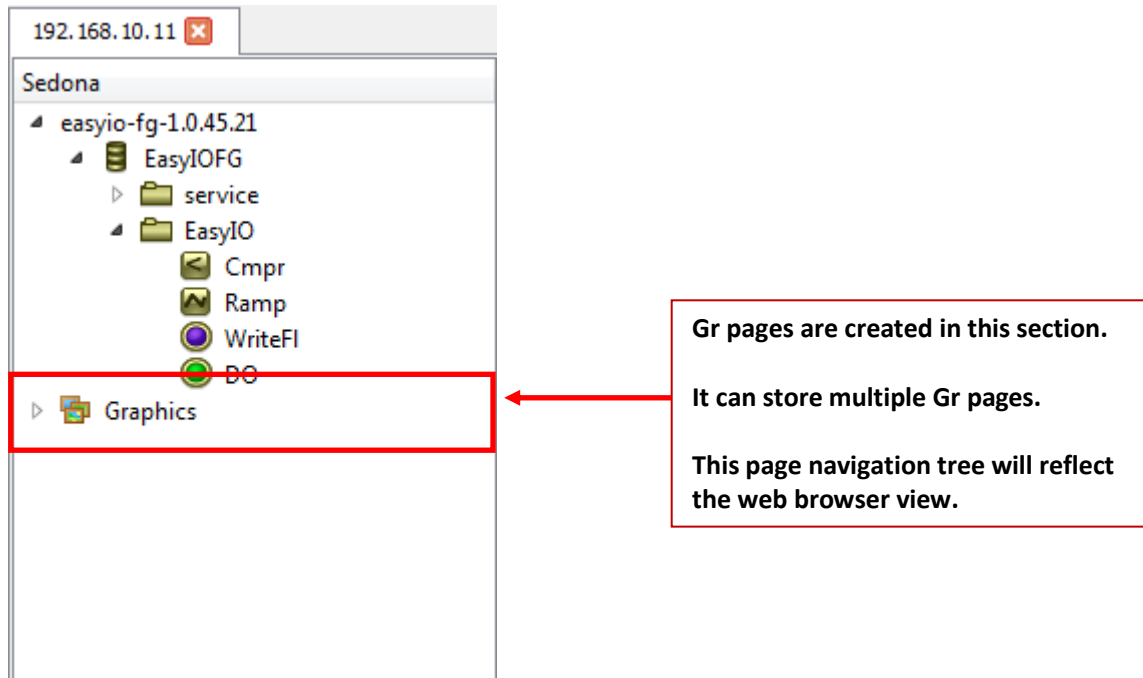 192.168.10.11
Sedona
easyio-fg-1.0.45.21
EasyIOFG
service
EasyIO
Cmpr
Ramp
WriteFl
DO
Graphics
Gr pages are created in this section.
It can store multiple Gr pages.
This page navigation tree will reflect
the web browser view.